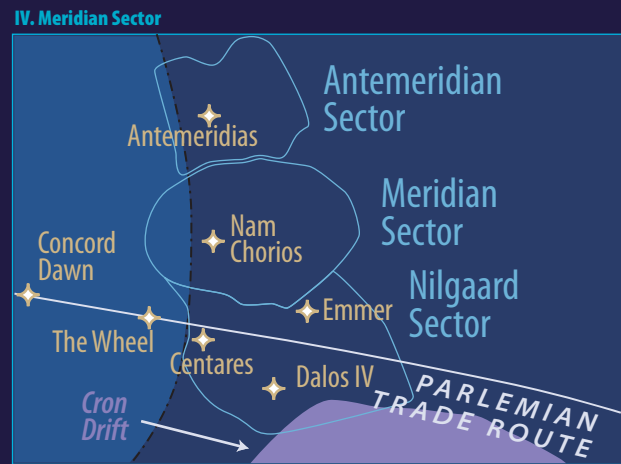 IV. Meridian Sector
Antemeridian
Sector
Antemeridias
Meridian
Sector
Nam
Chorios
Concord
Dawn
Nilgaard
Sector
Emmer
The Wheel
Centares
Dalos IV
Cron
Drift
PARLEMIAN
TRADE ROUTE